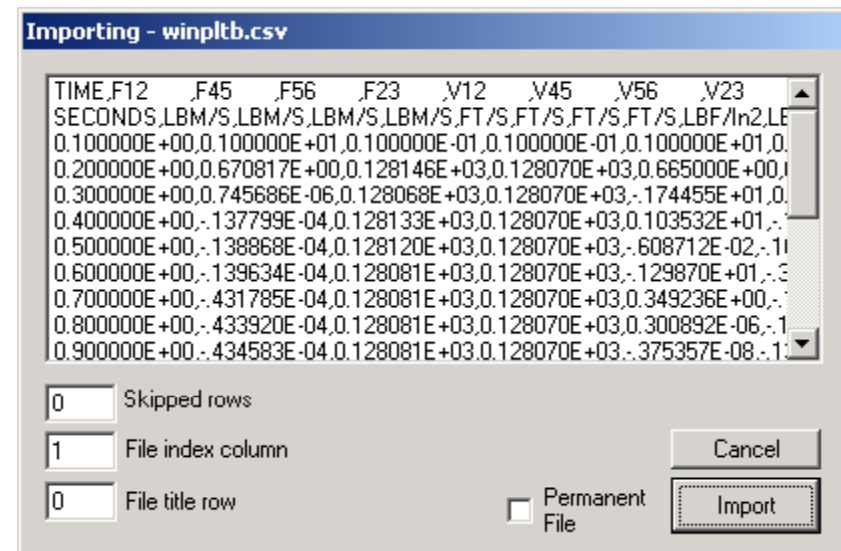 Importing - winpltb.csv
TIME,F12 ,F45 ,F56 ,F23 ,V12 ,V45 ,V56 ,V23
SECONDS,LBM/S,LBM/S,LBM/S,LBM/S,FT/S,FT/S,FT/S,FT/S,LBF/In2,LE
0.100000E+00,0.100000E+01,0.100000E-01,0.100000E-01,0.100000E+01,0.
0.200000E+00,0.670817E+00,0.128146E+03,0.128070E+03,0.665000E+00,
0.300000E+00,0.745686E-06,0.128068E+03,0.128070E+03,-.174455E+01,0.
0.400000E+00,-.137799E-04,0.128133E+03,0.128070E+03,0.103532E+01,-.
0.500000E+00,-.138868E-04,0.128120E+03,0.128070E+03,-.608712E-02,-.1
0.600000E+00,-.139634E-04,0.128081E+03,0.128070E+03,-.129870E+01,-.3
0.700000E+00,-.431785E-04,0.128081E+03,0.128070E+03,0.349236E+00,-.
0.800000E+00,-.433920E-04,0.128081E+03,0.128070E+03,0.300892E-06,-.1
0.900000E+00,-.434583E-04,0.128081E+03,0.128070E+03,-.375357E-08,-.1
0 Skipped rows
1 File index column
Cancel
0 File title row
Permanent File
Import